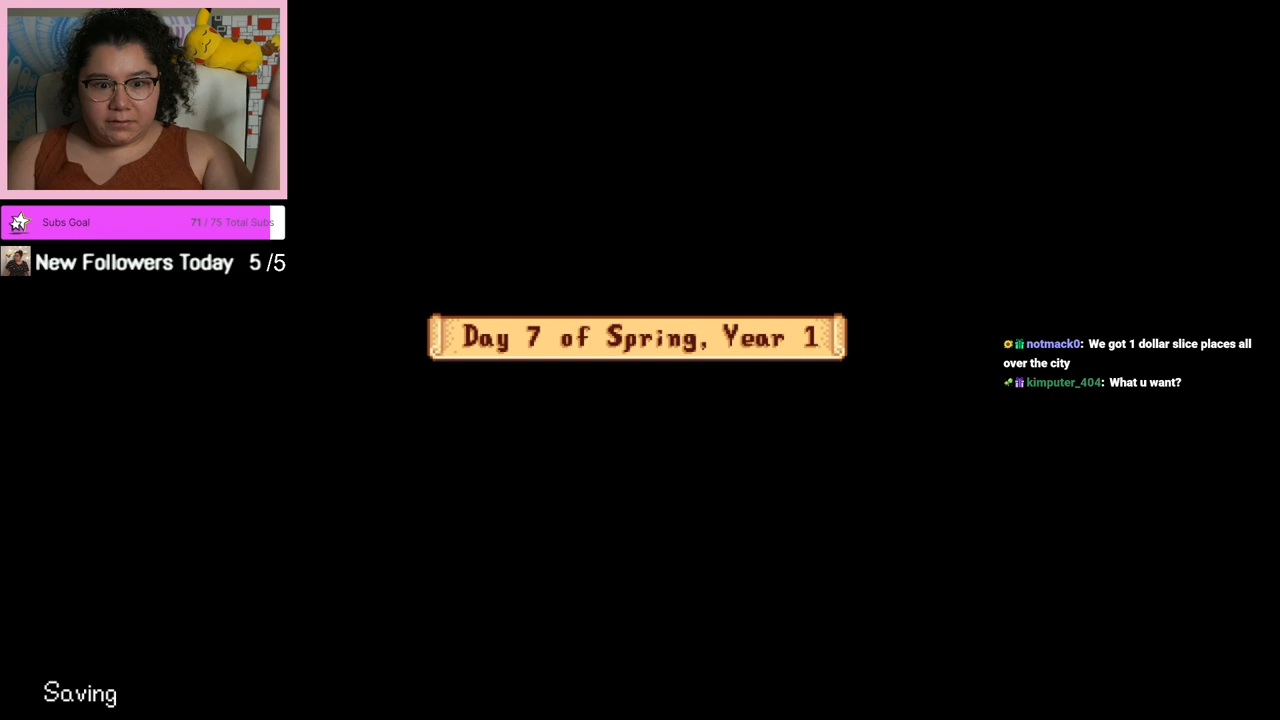 Subs Goal 71 / 75 Total Subs
New Followers Today 5 /5
Day 7 of Spring, Year 1
notmack0: We got 1 dollar slice places all
over the city
kimputer_404: What u want?
Saving